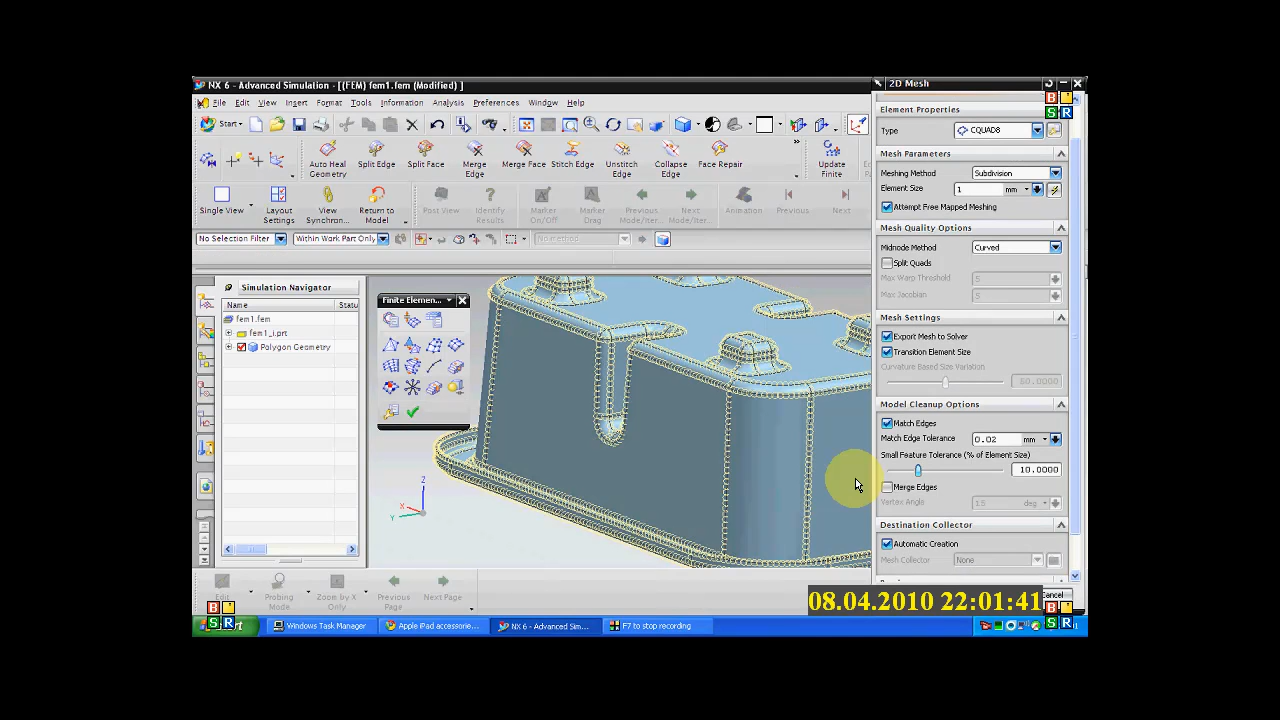 NX 6 - Advanced Simulation - [(FEM) fem1.fem (Modified) ]
2D Mesh
File Edit View Insert Format Tools Information Analysis Preferences Window Help
Start
Auto Heal Geometry
Split Edge
Split Face
Merge Edge
Merge Face
Stitch Edge
Unstitch Edge
Collapse Edge
Face Repair
Update Finite
Single View
Layout Settings
View Synchron...
Return to Model
Post View
Identify Results
Marker On/Off
Marker Drag
Previous Mode/Iter...
Next Mode/Iter...
Animation
Previous
Next
No Selection Filter
Within Work Part Only
No method
Simulation Navigator
Name
Statu
fem1.fem
fem1_i.prt
Polygon Geometry
Finite Elemen...
Z
X
Y
Element Properties
Type
CQUAD8
Mesh Parameters
Meshing Method
Subdivision
Element Size
1
mm
Attempt Free Mapped Meshing
Mesh Quality Options
Midnode Method
Curved
Split Quads
Max Warp Threshold
5
Max Jacobian
5
Mesh Settings
Export Mesh to Solver
Transition Element Size
Curvature Based Size Variation
Model Cleanup Options
Match Edges
Match Edge Tolerance
0.02
mm
Small Feature Tolerance (% of Element Size)
10.0000
Merge Edges
Vertex Angle
deg
Destination Collector
Automatic Creation
Mesh Collector
None
Cancel
Edit
Probing Mode
Zoom by X Only
Previous Page
Next Page
08.04.2010 22:01:41
B
S R
B
S R
B
S R
Windows Task Manager
Apple iPad accessorie...
NX 6 - Advanced Sim...
F7 to stop recording